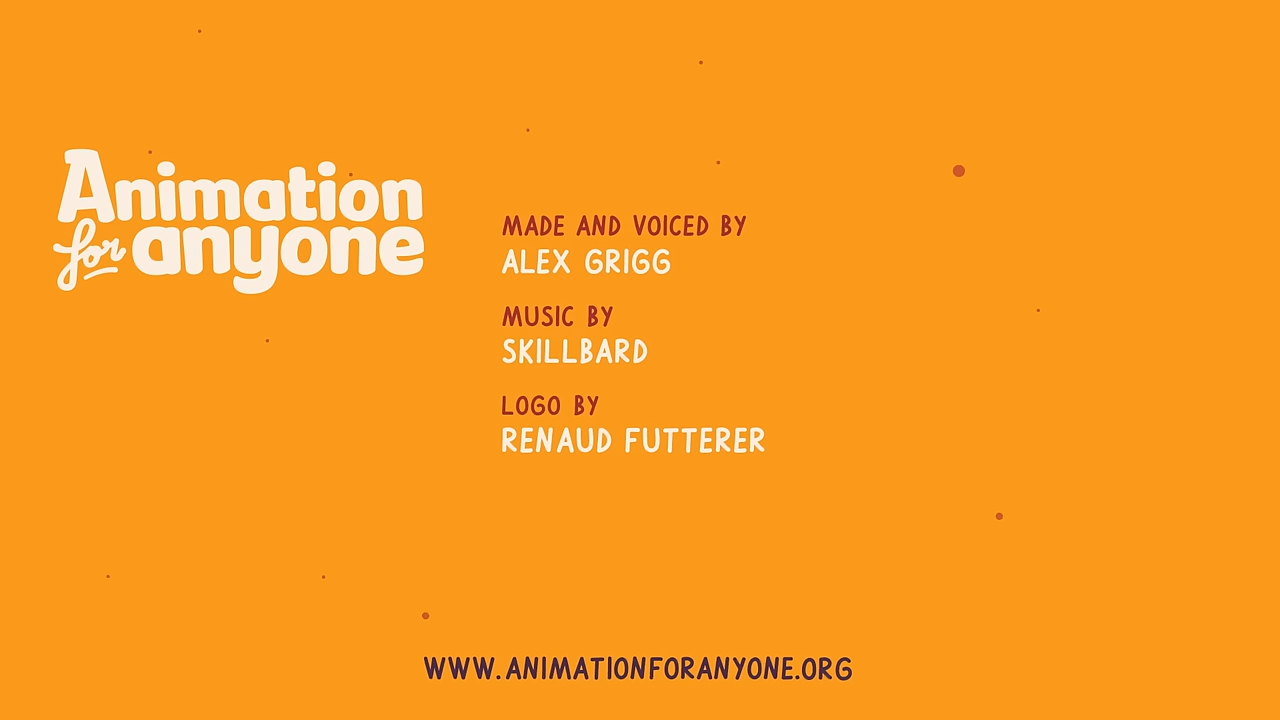 Animation
for anyone
MADE AND VOICED BY
ALEX GRIGG
MUSIC BY
SKILLBARD
LOGO BY
RENAUD FUTTERER
WWW.ANIMATIONFORANYONE.ORG